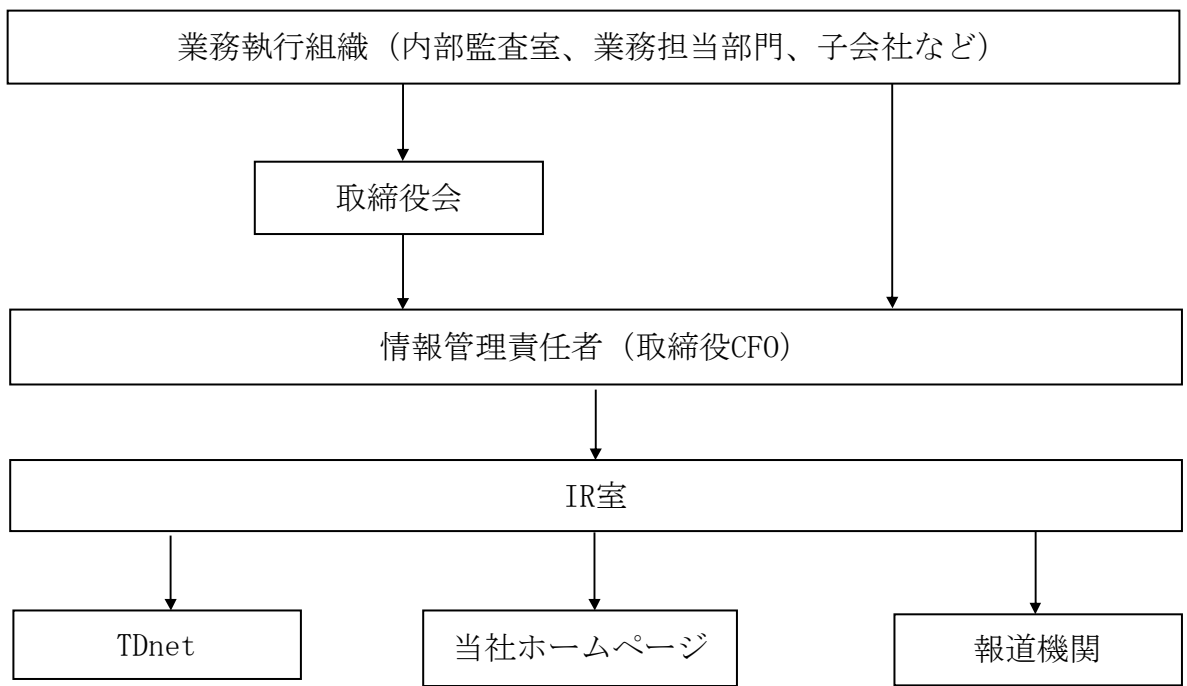 業務執行組織（内部監査室、業務担当部門、子会社など）
取締役会
情報管理責任者（取締役CFO）
IR室
TDnet
当社ホームページ
報道機関